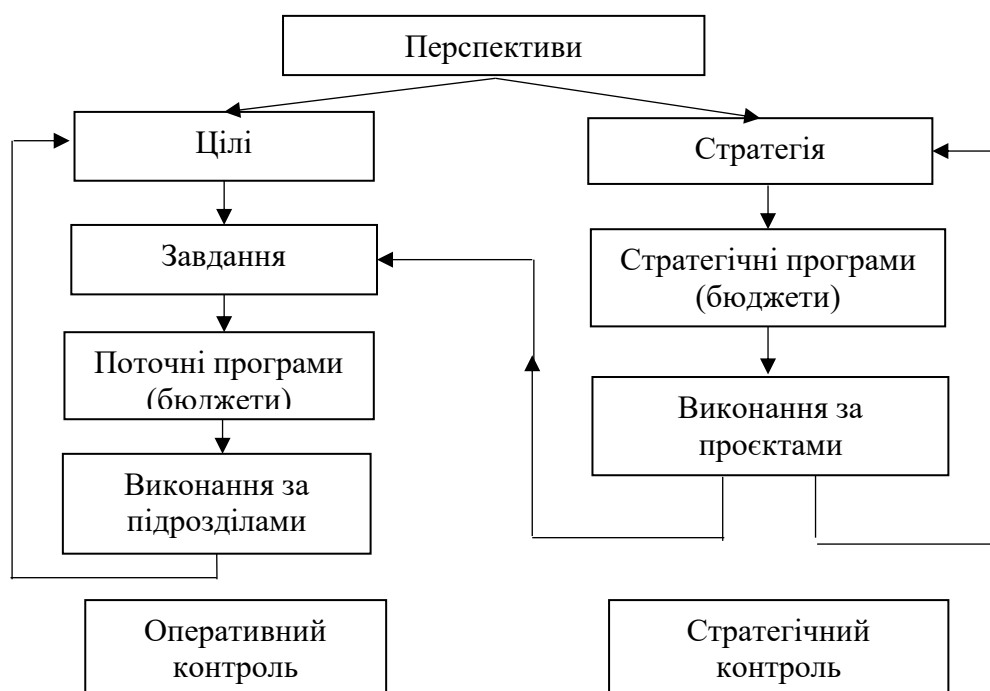 Перспективи
Цілі
Стратегія
Завдання
Стратегічні програми
(бюджети)
Поточні програми
(бюджети)
Виконання за
проєктами
Виконання за
підрозділами
Оперативний
контроль
Стратегічний
контроль